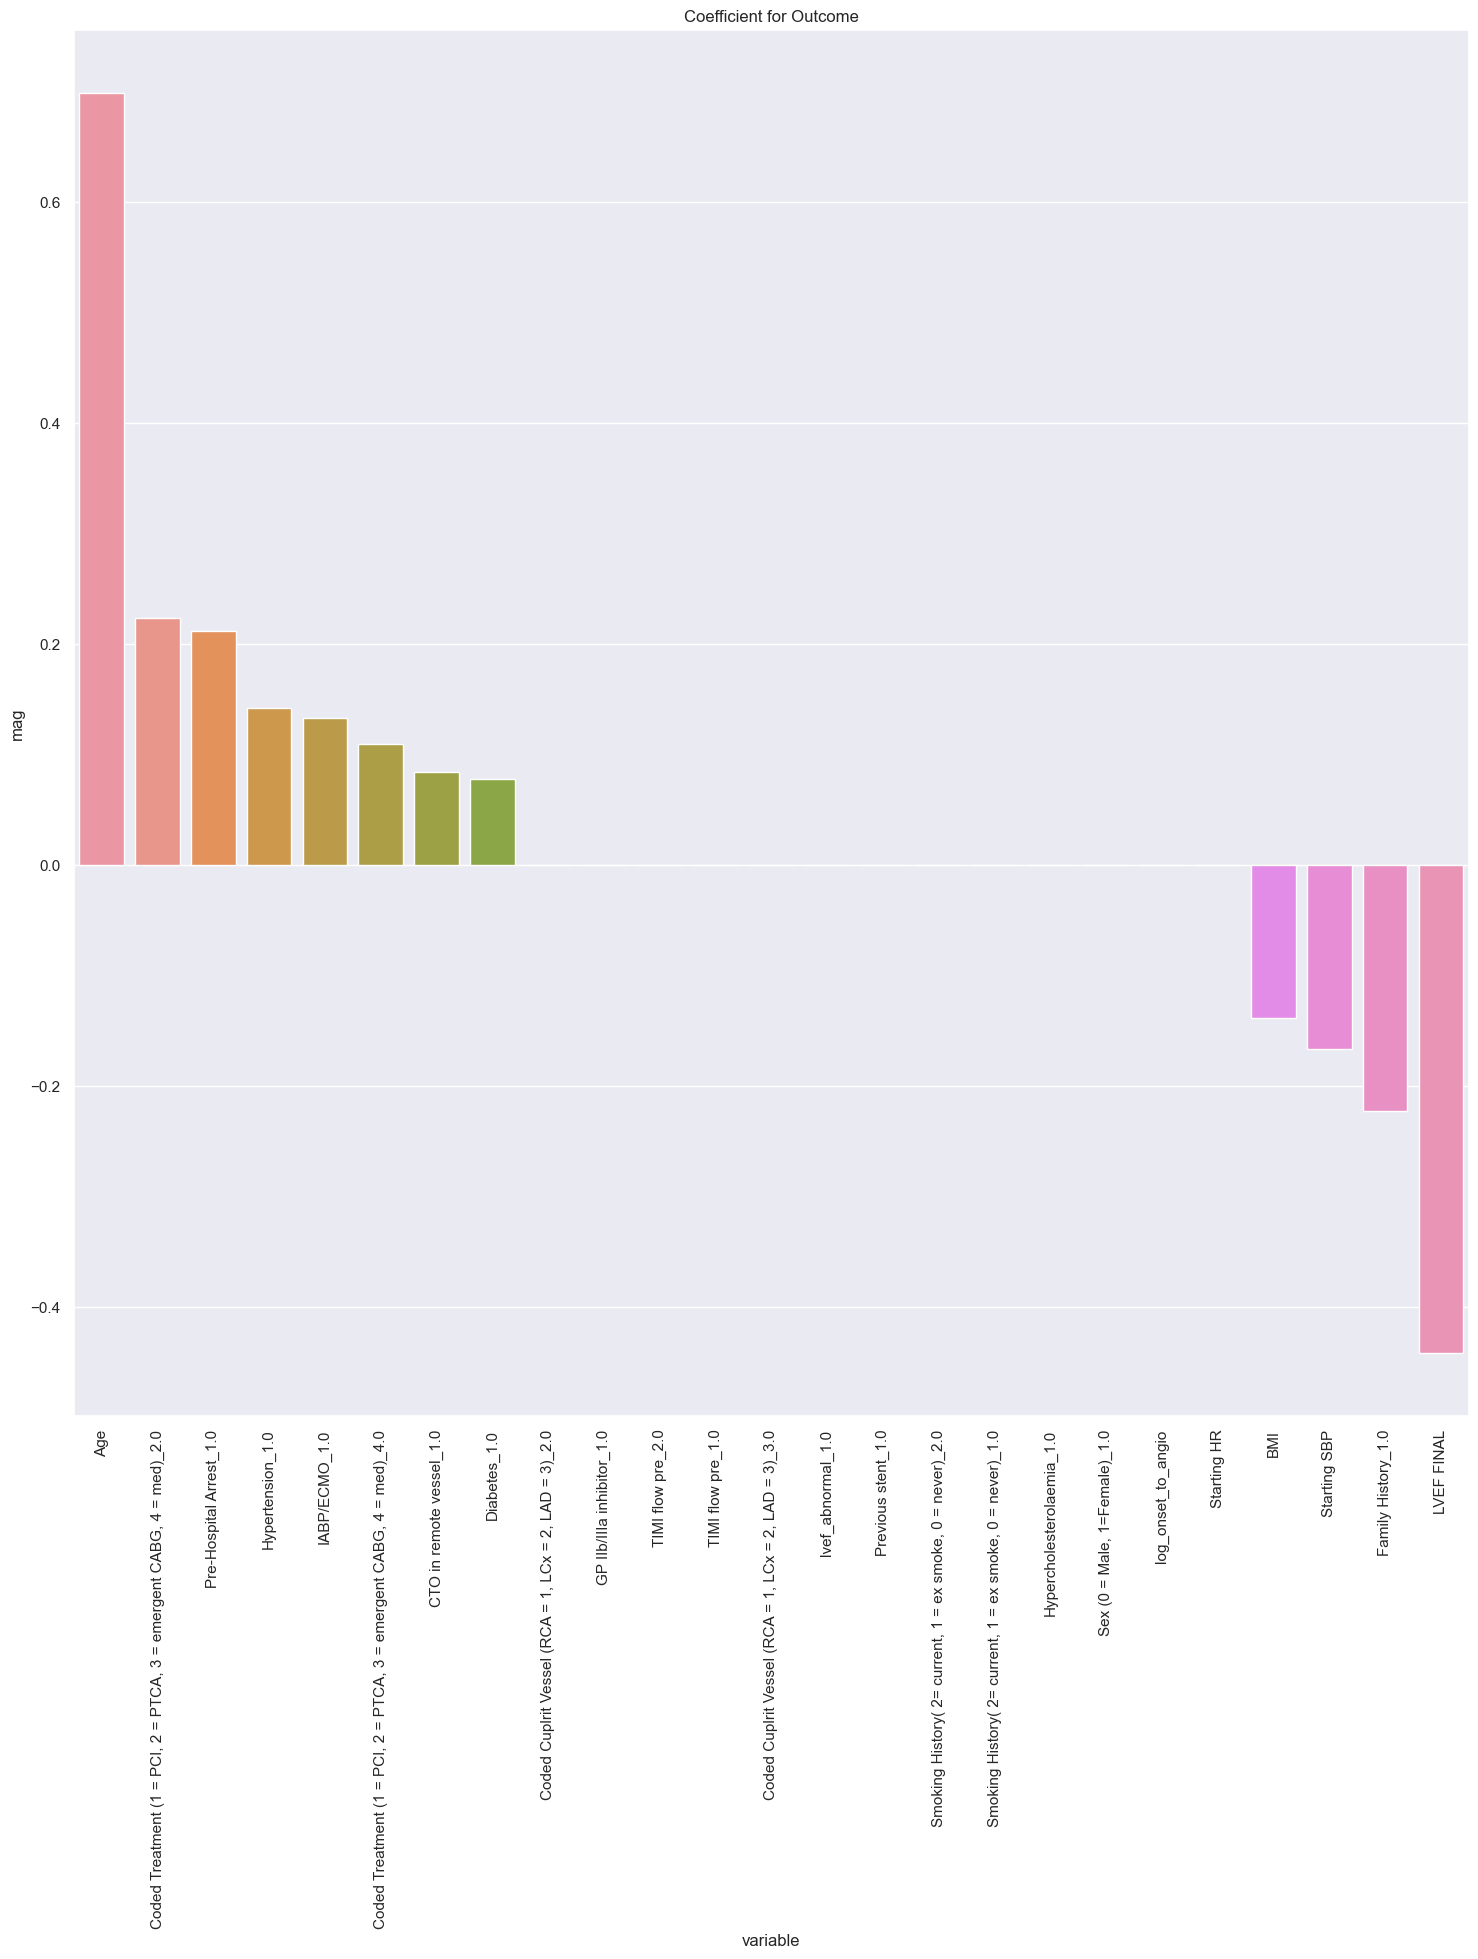 Coefficient for Outcome
mag
0.6
0.4
0.2
0.0
−0.2
−0.4
Age
Coded Treatment (1 = PCI, 2 = PTCA, 3 = emergent CABG, 4 = med)_2.0
Pre-Hospital Arrest_1.0
Hypertension_1.0
IABP/ECMO_1.0
Coded Treatment (1 = PCI, 2 = PTCA, 3 = emergent CABG, 4 = med)_4.0
CTO in remote vessel_1.0
Diabetes_1.0
Coded Cuplrit Vessel (RCA = 1, LCx = 2, LAD = 3)_2.0
GP IIb/IIIa inhibitor_1.0
TIMI flow pre_2.0
TIMI flow pre_1.0
Coded Cuplrit Vessel (RCA = 1, LCx = 2, LAD = 3)_3.0
lvef_abnormal_1.0
Previous stent_1.0
Smoking History( 2= current, 1 = ex smoke, 0 = never)_2.0
Smoking History( 2= current, 1 = ex smoke, 0 = never)_1.0
Hypercholesterolaemia_1.0
Sex (0 = Male, 1=Female)_1.0
log_onset_to_angio
Starting HR
BMI
Starting SBP
Family History_1.0
LVEF FINAL
variable